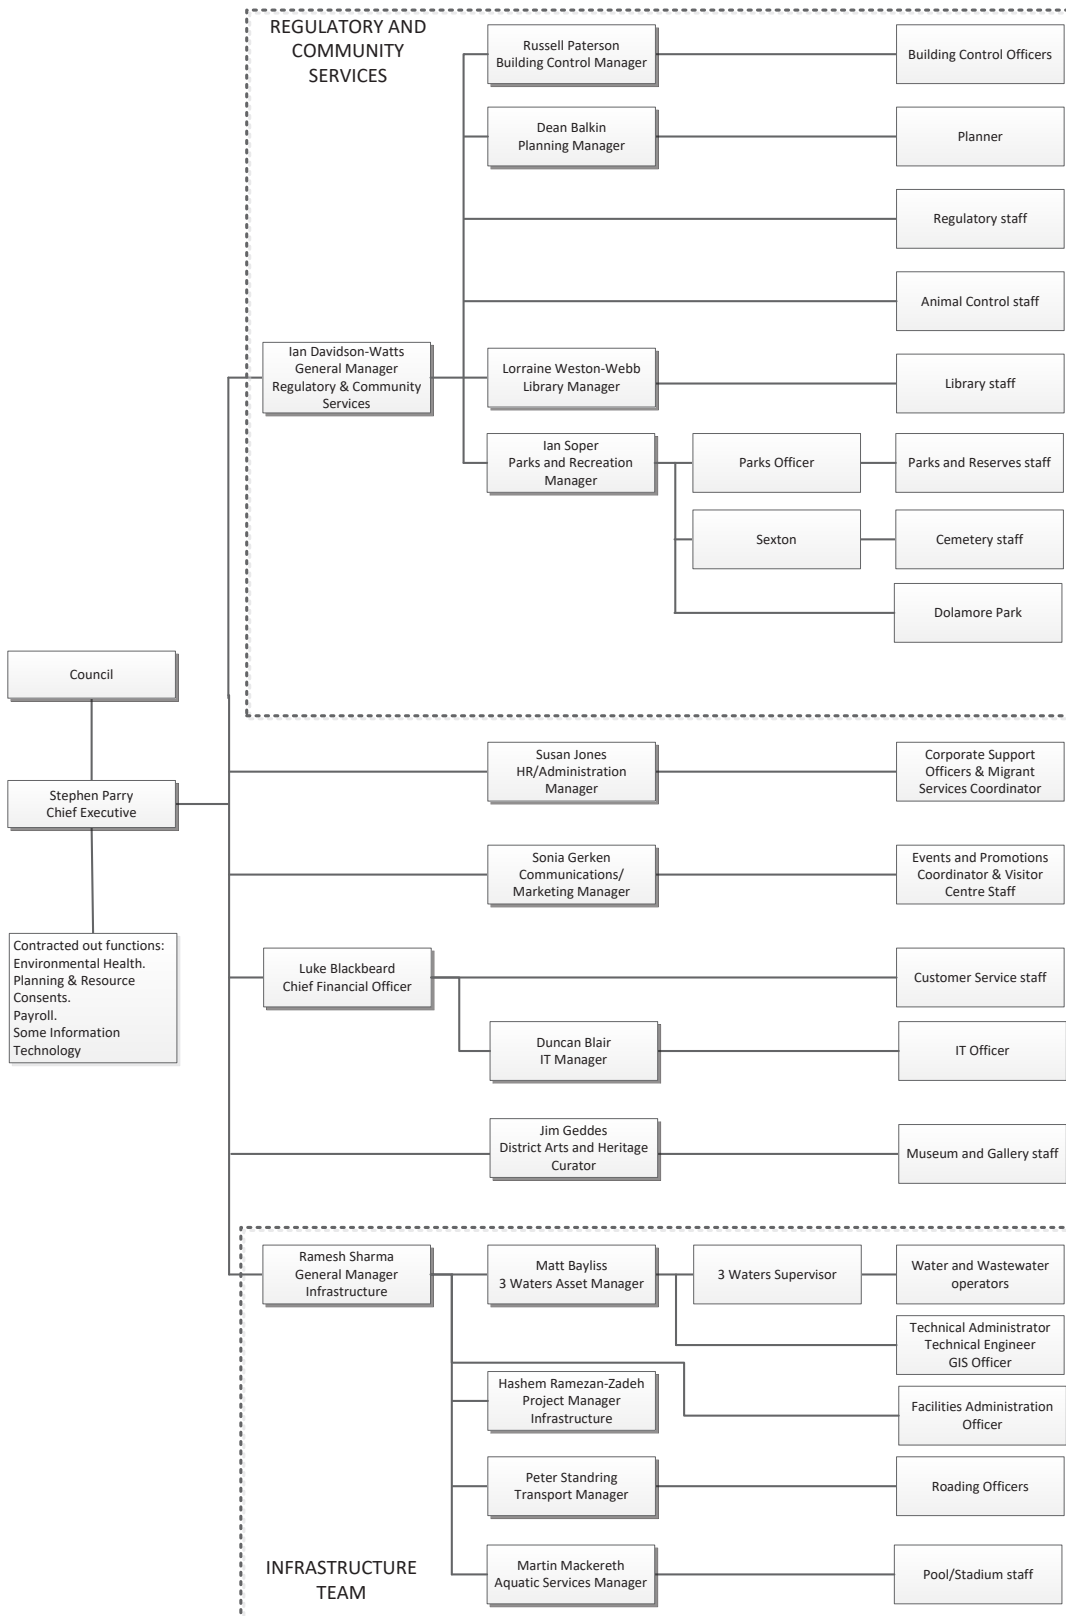 REGULATORY AND
COMMUNITY
SERVICES
Russell Paterson
Building Control Manager
Building Control Officers
Dean Balkin
Planning Manager
Planner
Regulatory staff
Animal Control staff
Ian Davidson-Watts
General Manager
Regulatory & Community
Services
Lorraine Weston-Webb
Library Manager
Library staff
Ian Soper
Parks and Recreation
Manager
Parks Officer
Parks and Reserves staff
Sexton
Cemetery staff
Dolamore Park
Council
Stephen Parry
Chief Executive
Contracted out functions:
Environmental Health.
Planning & Resource
Consents.
Payroll.
Some Information
Technology
Susan Jones
HR/Administration
Manager
Corporate Support
Officers & Migrant
Services Coordinator
Sonia Gerken
Communications/
Marketing Manager
Events and Promotions
Coordinator & Visitor
Centre Staff
Luke Blackbeard
Chief Financial Officer
Customer Service staff
Duncan Blair
IT Manager
IT Officer
Jim Geddes
District Arts and Heritage
Curator
Museum and Gallery staff
Ramesh Sharma
General Manager
Infrastructure
Matt Bayliss
3 Waters Asset Manager
3 Waters Supervisor
Water and Wastewater
operators
Technical Administrator
Technical Engineer
GIS Officer
Hashem Ramezan-Zadeh
Project Manager
Infrastructure
Facilities Administration
Officer
Peter Standring
Transport Manager
Roading Officers
Martin Mackereth
Aquatic Services Manager
Pool/Stadium staff
INFRASTRUCTURE
TEAM